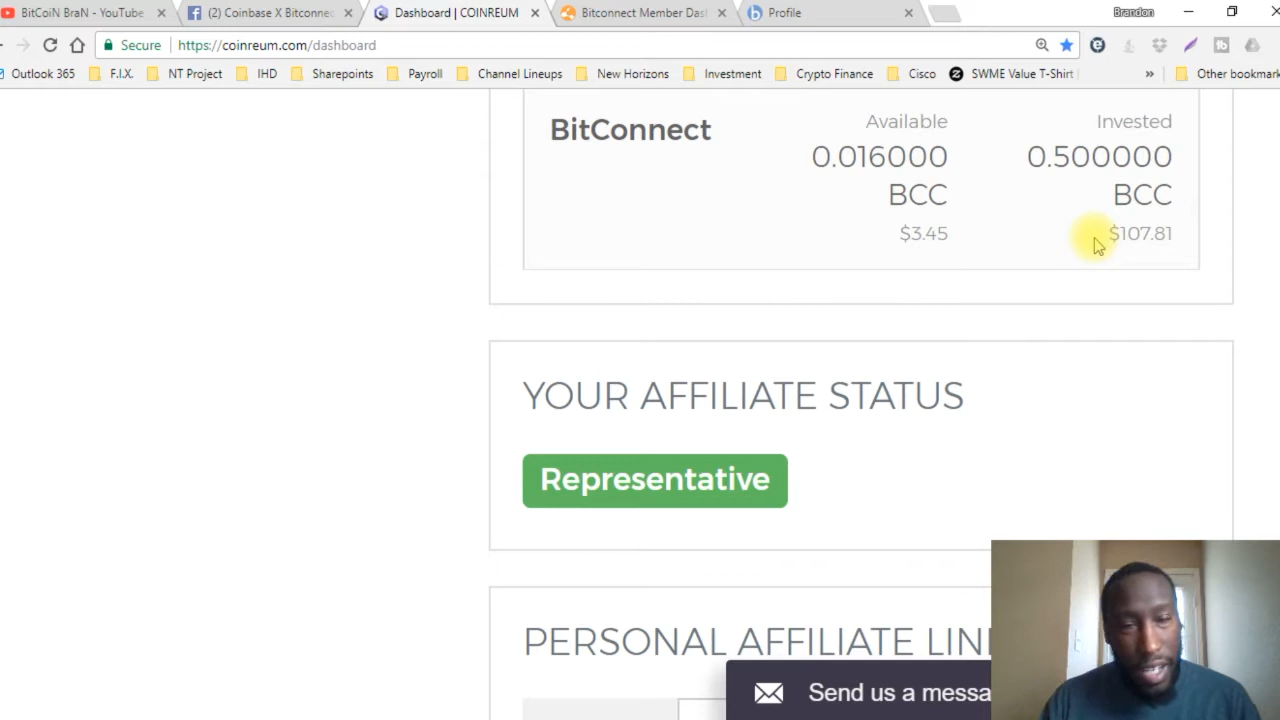 BitCoiN BraN - YouTube
(2) Coinbase X Bitconnec
Dashboard | COINREUM
Bitconnect Member Das
Profile
Brandon
Secure
https://coinreum.com/dashboard
Outlook 365
F.I.X.
NT Project
IHD
Sharepoints
Payroll
Channel Lineups
New Horizons
Investment
Crypto Finance
Cisco
SWME Value T-Shirt
»
Other bookmar
BitConnect
Available
0.016000
BCC
$3.45
Invested
0.500000
BCC
$107.81
YOUR AFFILIATE STATUS
Representative
PERSONAL AFFILIATE LIN
Send us a messa